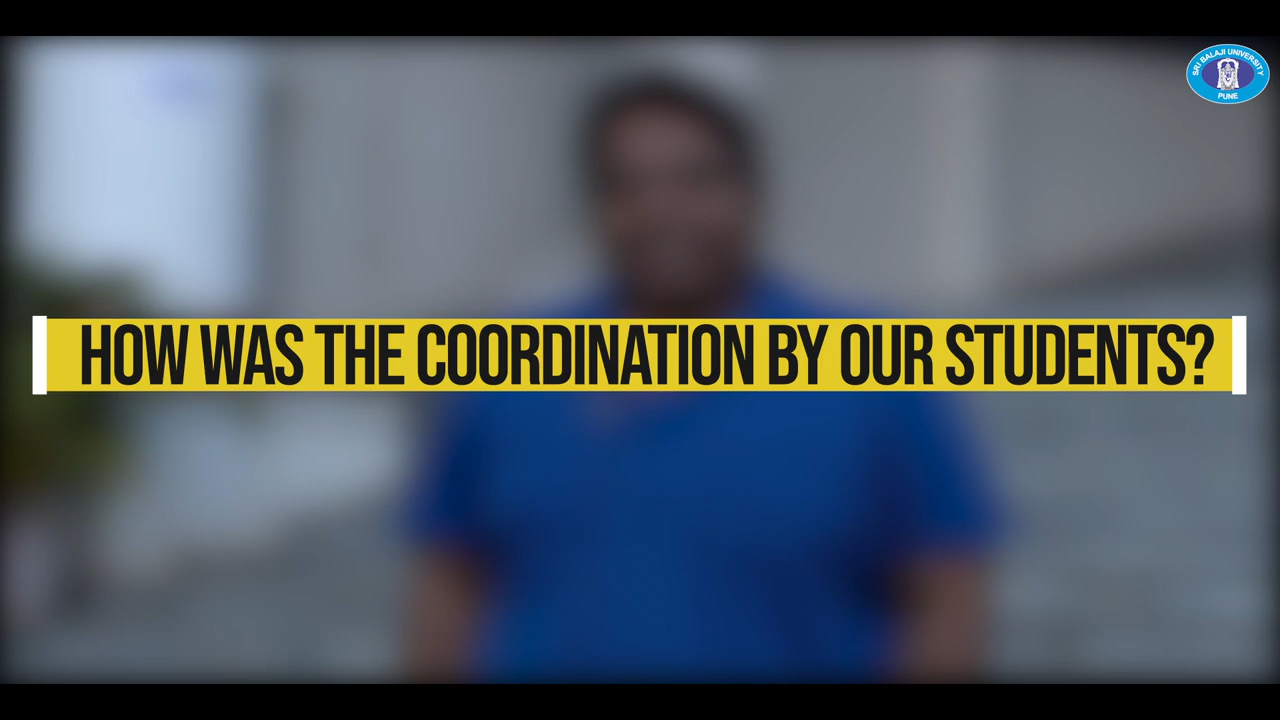 SRI BALAJI UNIVERSITY
PUNE
HOW WAS THE COORDINATION BY OUR STUDENTS?